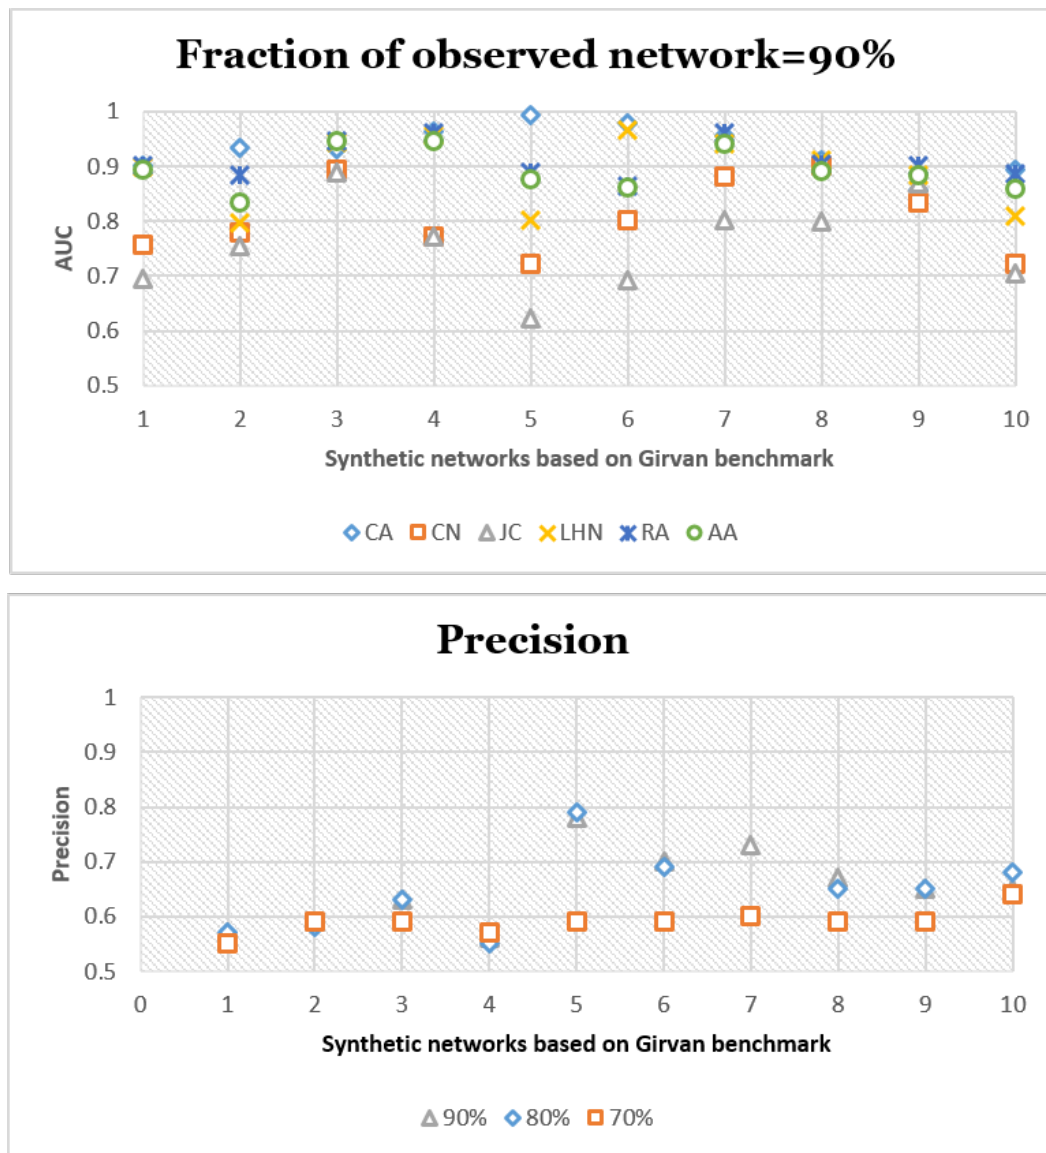 Fraction of observed network=90%
1
0.9
0.8
0.7
0.6
0.5
AUC
1 2 3 4 5 6 7 8 9 10
Synthetic networks based on Girvan benchmark
CA CN JC LHN RA AA
Precision
1
0.9
0.8
0.7
0.6
0.5
Precision
0 1 2 3 4 5 6 7 8 9 10
Synthetic networks based on Girvan benchmark
90% 80% 70%